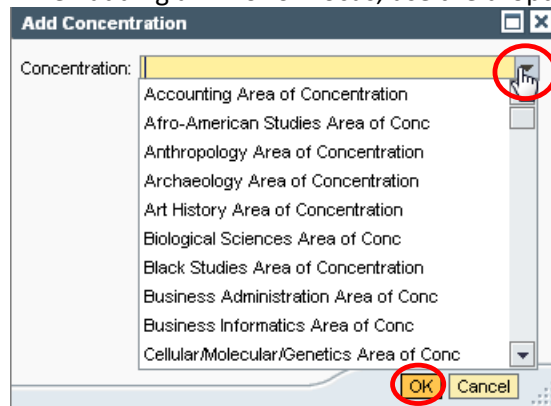 Add Concentration
Concentration:
Accounting Area of Concentration
Afro-American Studies Area of Conc
Anthropology Area of Concentration
Archaeology Area of Concentration
Art History Area of Concentration
Biological Sciences Area of Conc
Black Studies Area of Concentration
Business Administration Area of Conc
Business Informatics Area of Conc
Cellular/Molecular/Genetics Area of Conc
OK Cancel